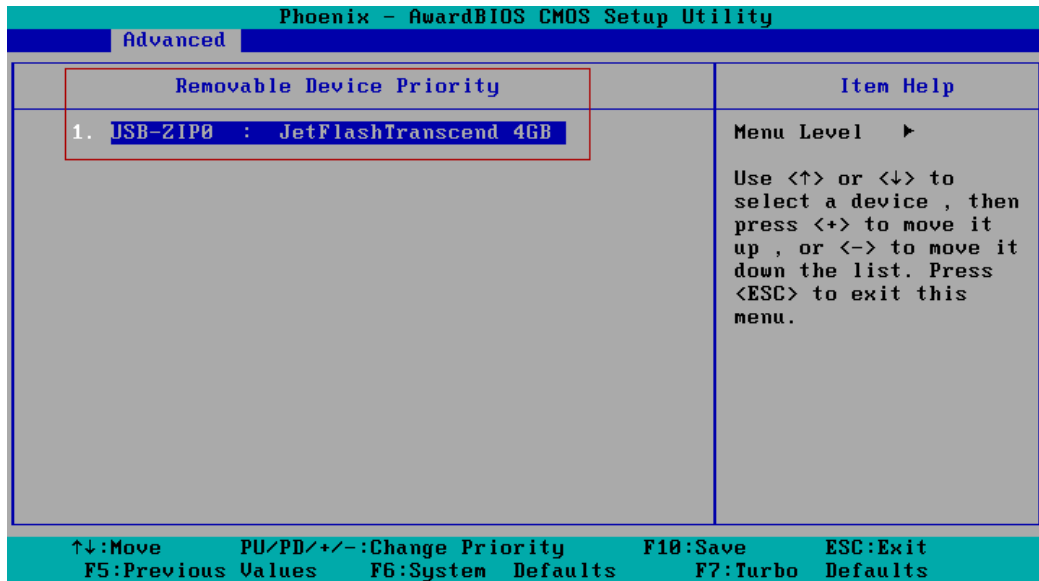 Phoenix - AwardBIOS CMOS Setup Utility
Advanced
Removable Device Priority
1. USB-ZIP0 : JetFlashTranscend 4GB
Item Help
Menu Level ▶
Use <↑> or <↓> to
select a device , then
press <+> to move it
up , or <-> to move it
down the list. Press
<ESC> to exit this
menu.
↑↓:Move PU/PD/+/-:Change Priority F10:Save ESC:Exit
F5:Previous Values F6:System Defaults F7:Turbo Defaults